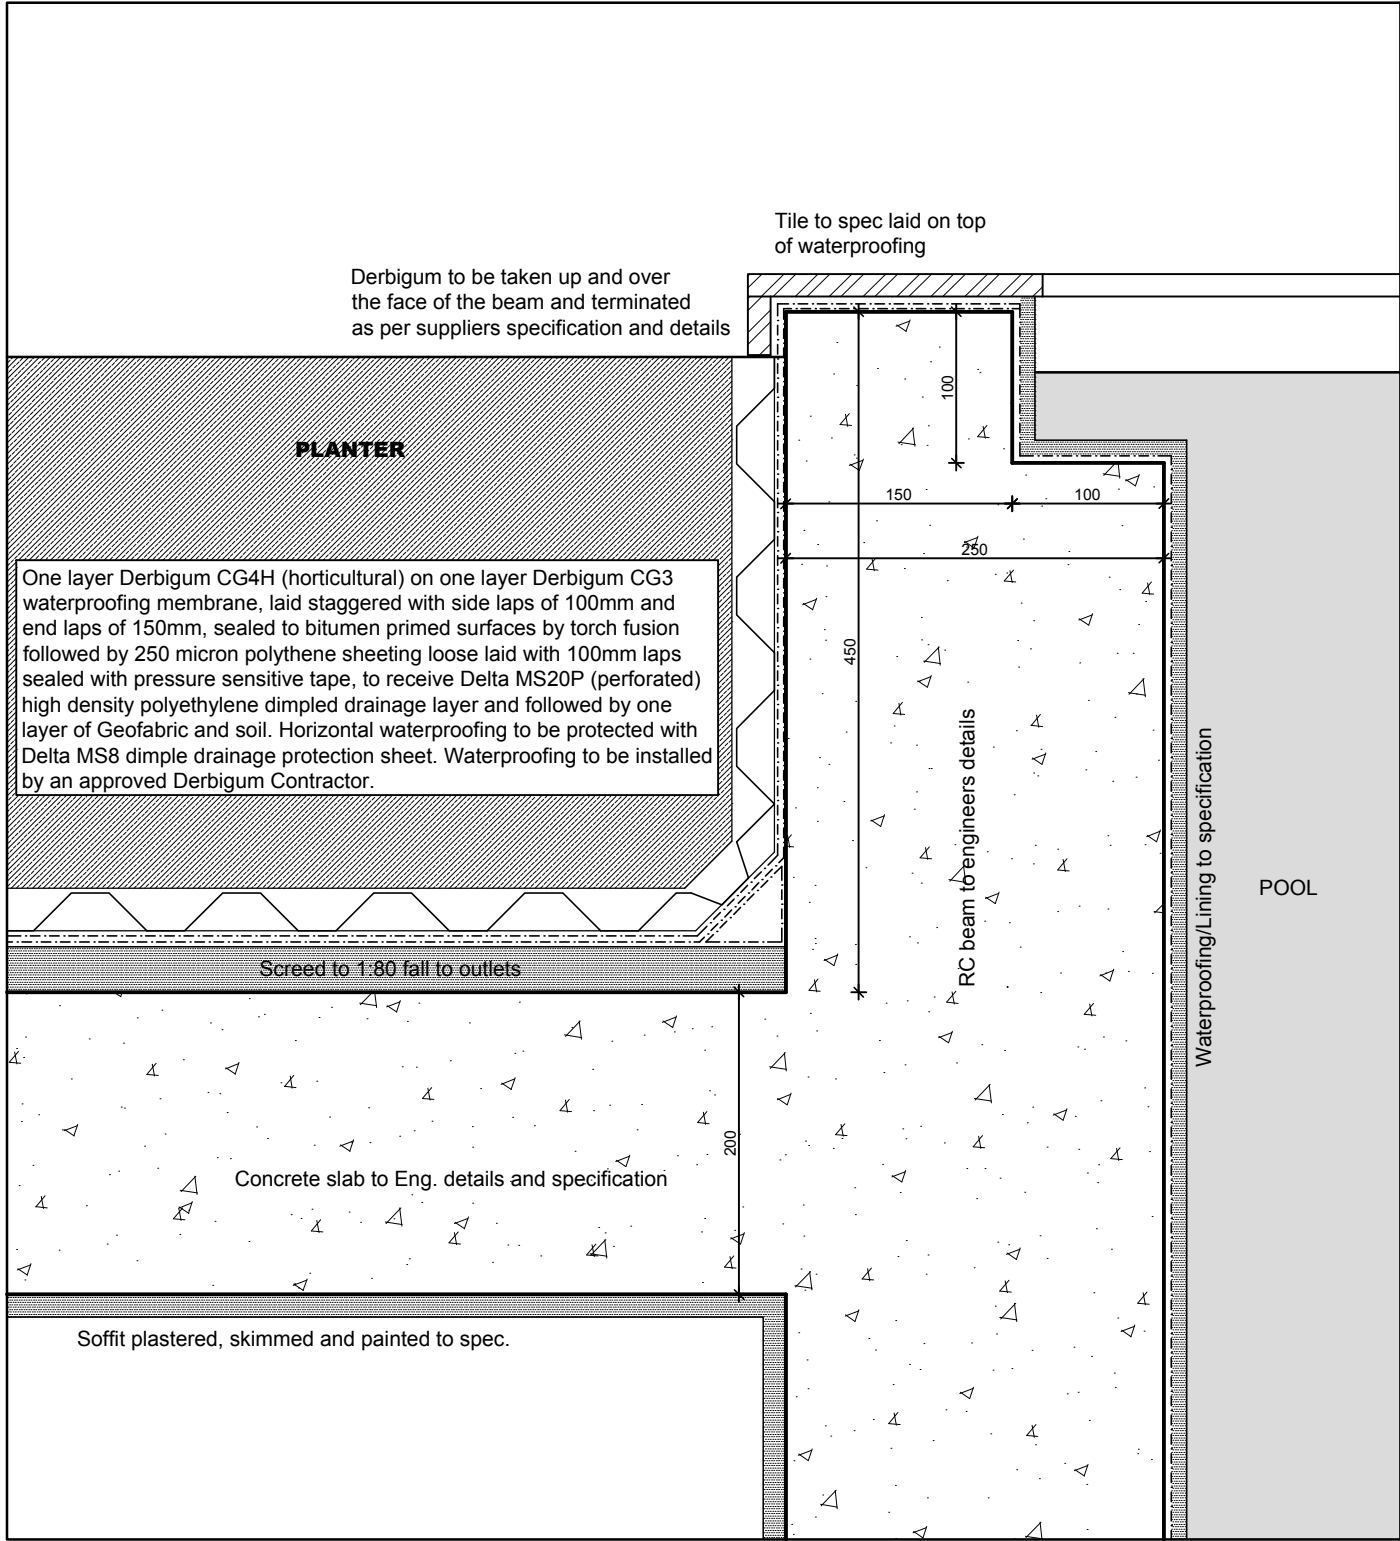 Tile to spec laid on top
of waterproofing
Derbigum to be taken up and over
the face of the beam and terminated
as per suppliers specification and details
100
PLANTER
150
100
250
One layer Derbigum CG4H (horticultural) on one layer Derbigum CG3
waterproofing membrane, laid staggered with side laps of 100mm and
end laps of 150mm, sealed to bitumen primed surfaces by torch fusion
followed by 250 micron polythene sheeting loose laid with 100mm laps
sealed with pressure sensitive tape, to receive Delta MS20P (perforated)
high density polyethylene dimpled drainage layer and followed by one
layer of Geofabric and soil. Horizontal waterproofing to be protected with
Delta MS8 dimple drainage protection sheet. Waterproofing to be installed
by an approved Derbigum Contractor.
450
RC beam to engineers details
Waterproofing/Lining to specification
POOL
Screed to 1:80 fall to outlets
200
Concrete slab to Eng. details and specification
Soffit plastered, skimmed and painted to spec.